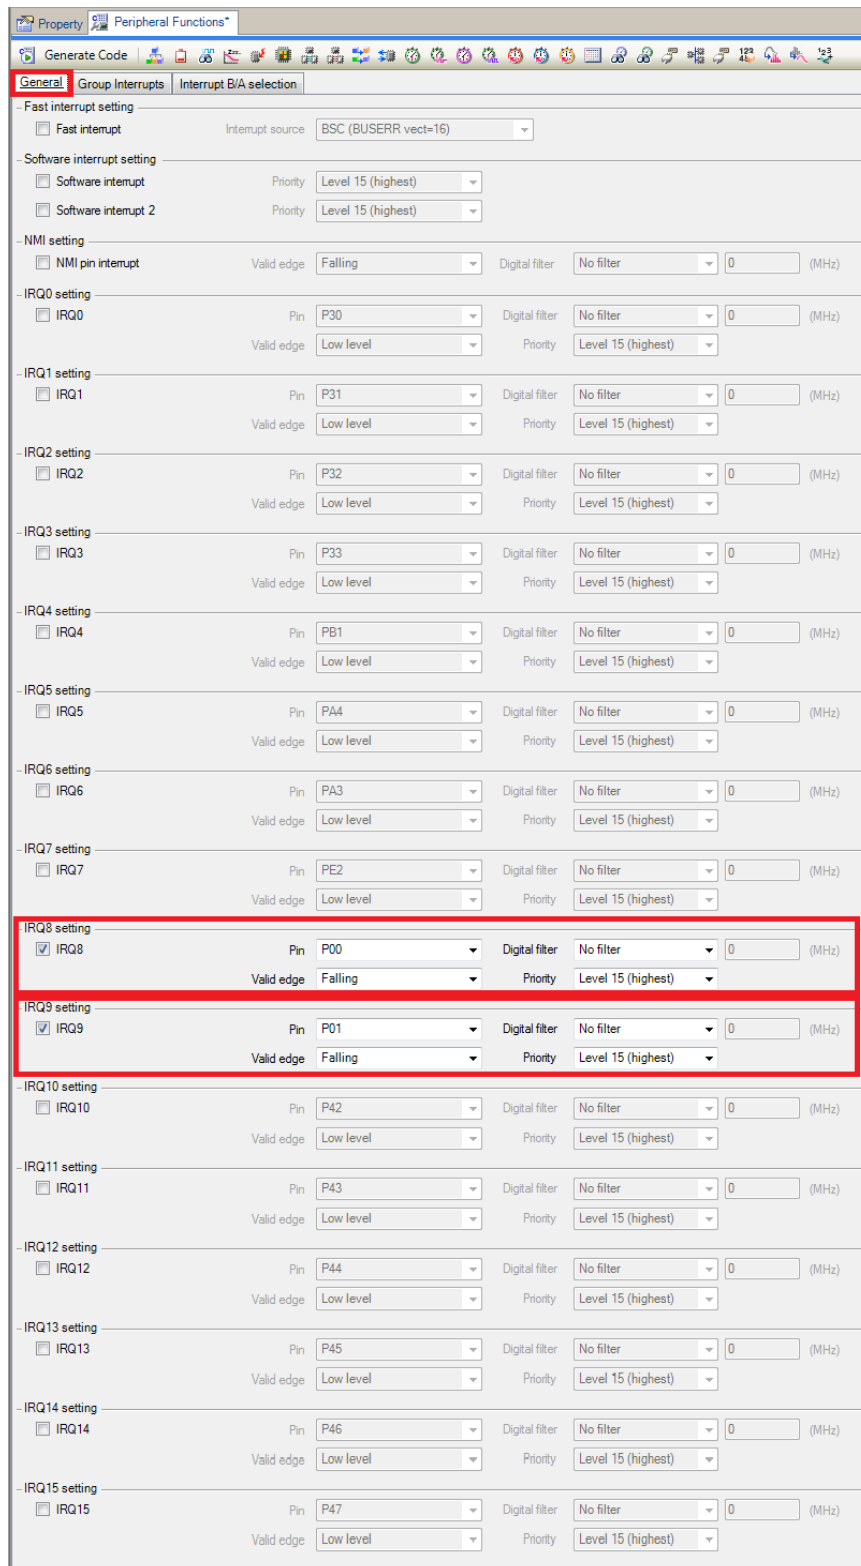 Property Peripheral Functions*
Generate Code
General Group Interrupts Interrupt B/A selection
Fast interrupt setting
Fast interrupt Interrupt source BSC (BUSERR vect=16)
Software interrupt setting
Software interrupt Priority Level 15 (highest)
Software interrupt 2 Priority Level 15 (highest)
NMI setting
NMI pin interrupt Valid edge Falling Digital filter No filter 0 (MHz)
IRQ0 setting
IRQ0 Pin P30 Digital filter No filter 0 (MHz)
Valid edge Low level Priority Level 15 (highest)
IRQ1 setting
IRQ1 Pin P31 Digital filter No filter 0 (MHz)
Valid edge Low level Priority Level 15 (highest)
IRQ2 setting
IRQ2 Pin P32 Digital filter No filter 0 (MHz)
Valid edge Low level Priority Level 15 (highest)
IRQ3 setting
IRQ3 Pin P33 Digital filter No filter 0 (MHz)
Valid edge Low level Priority Level 15 (highest)
IRQ4 setting
IRQ4 Pin PB1 Digital filter No filter 0 (MHz)
Valid edge Low level Priority Level 15 (highest)
IRQ5 setting
IRQ5 Pin PA4 Digital filter No filter 0 (MHz)
Valid edge Low level Priority Level 15 (highest)
IRQ6 setting
IRQ6 Pin PA3 Digital filter No filter 0 (MHz)
Valid edge Low level Priority Level 15 (highest)
IRQ7 setting
IRQ7 Pin PE2 Digital filter No filter 0 (MHz)
Valid edge Low level Priority Level 15 (highest)
IRQ8 setting
IRQ8 Pin P00 Digital filter No filter 0 (MHz)
Valid edge Falling Priority Level 15 (highest)
IRQ9 setting
IRQ9 Pin P01 Digital filter No filter 0 (MHz)
Valid edge Falling Priority Level 15 (highest)
IRQ10 setting
IRQ10 Pin P42 Digital filter No filter 0 (MHz)
Valid edge Low level Priority Level 15 (highest)
IRQ11 setting
IRQ11 Pin P43 Digital filter No filter 0 (MHz)
Valid edge Low level Priority Level 15 (highest)
IRQ12 setting
IRQ12 Pin P44 Digital filter No filter 0 (MHz)
Valid edge Low level Priority Level 15 (highest)
IRQ13 setting
IRQ13 Pin P45 Digital filter No filter 0 (MHz)
Valid edge Low level Priority Level 15 (highest)
IRQ14 setting
IRQ14 Pin P46 Digital filter No filter 0 (MHz)
Valid edge Low level Priority Level 15 (highest)
IRQ15 setting
IRQ15 Pin P47 Digital filter No filter 0 (MHz)
Valid edge Low level Priority Level 15 (highest)